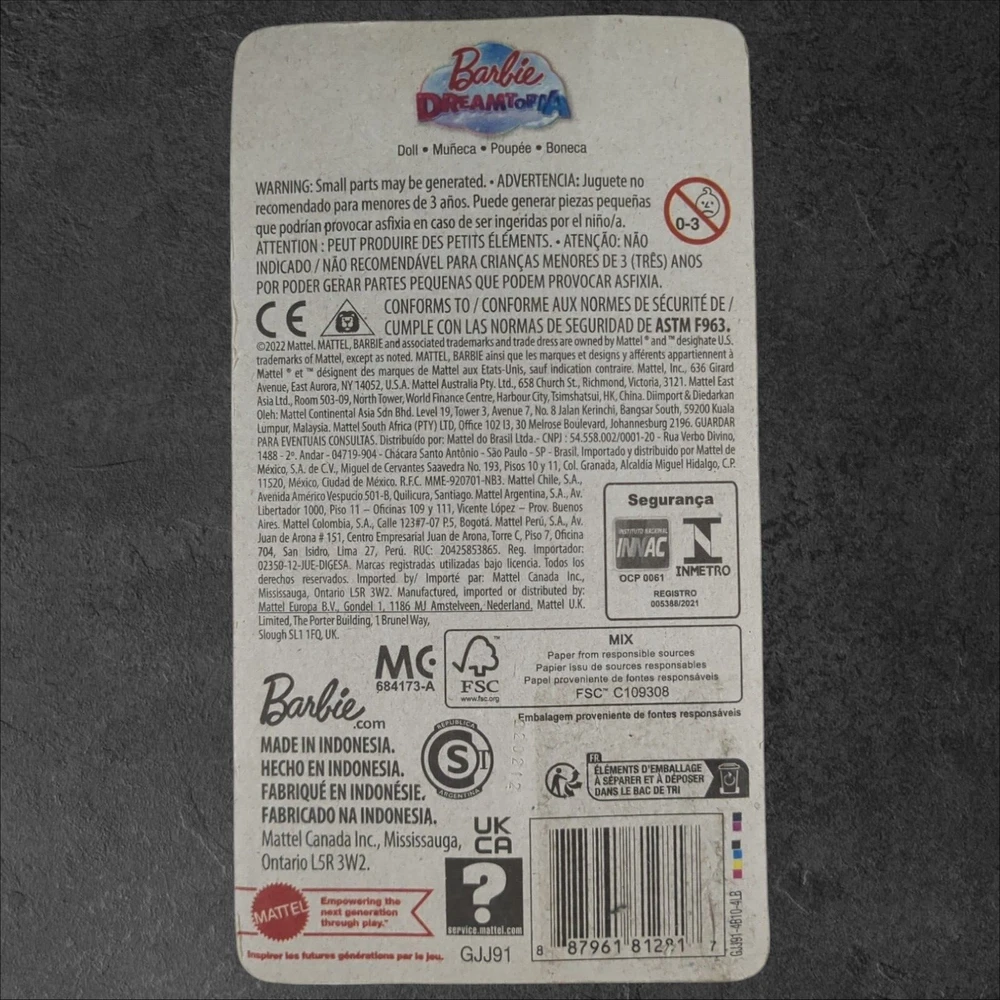 Barbie
DREAMTOPIA
Doll • Muñeca • Poupée • Boneca
WARNING: Small parts may be generated. • ADVERTENCIA: Juguete no
recomendado para menores de 3 años. Puede generar piezas pequeñas
que podrían provocar asfixia en caso de ser ingeridas por el niño/a.
ATTENTION : PEUT PRODUIRE DES PETITS ÉLÉMENTS. • ATENÇÃO: NÃO
INDICADO / NÃO RECOMENDÁVEL PARA CRIANÇAS MENORES DE 3 (TRÊS) ANOS
POR PODER GERAR PARTES PEQUENAS QUE PODEM PROVOCAR ASFIXIA.
0-3
CE
CONFORMS TO / CONFORME AUX NORMES DE SÉCURITÉ DE /
CUMPLE CON LAS NORMAS DE SEGURIDAD DE ASTM F963.
©2022 Mattel. MATTEL, BARBIE and associated trademarks and trade dress are owned by Mattel ® and ™ designate U.S.
trademarks of Mattel, except as noted. MATTEL, BARBIE ainsi que les marques et designs y afférents appartiennent à
Mattel ® et ™ désignent des marques de Mattel aux Etats-Unis, sauf indication contraire. Mattel, Inc., 636 Girard
Avenue, East Aurora, NY 14052, U.S.A. Mattel Australia Pty. Ltd., 658 Church St., Richmond, Victoria, 3121. Mattel East
Asia Ltd., Room 503-09, North Tower, World Finance Centre, Harbour City, Tsimshatsui, HK, China. Diimport & Diedarkan
Oleh: Mattel Continental Asia Sdn Bhd. Level 19, Tower 3, Avenue 7, No. 8 Jalan Kerinchi, Bangsar South, 59200 Kuala
Lumpur, Malaysia. Mattel South Africa (PTY) LTD, Office 102 I3, 30 Melrose Boulevard, Johannesburg 2196. GUARDAR
PARA EVENTUAIS CONSULTAS. Distribuído por: Mattel do Brasil Ltda.- CNPJ : 54.558.002/0001-20 - Rua Verbo Divino,
1488 - 2º. Andar - 04719-904 - Chácara Santo Antônio - São Paulo - SP - Brasil. Importado y distribuido por Mattel de
México, S.A. de C.V., Miguel de Cervantes Saavedra No. 193, Pisos 10 y 11, Col. Granada, Alcaldía Miguel Hidalgo, C.P.
11520, México, Ciudad de México. R.F.C. MME-920701-NB3. Mattel Chile, S.A.,
Avenida Américo Vespucio 501-B, Quilicura, Santiago. Mattel Argentina, S.A., Av.
Libertador 1000, Piso 11 – Oficinas 109 y 111, Vicente López – Prov. Buenos
Aires. Mattel Colombia, S.A., Calle 123#7-07 P.5, Bogotá. Mattel Perú, S.A., Av.
Juan de Arona # 151, Centro Empresarial Juan de Arona, Torre C, Piso 7, Oficina
704, San Isidro, Lima 27, Perú. RUC: 20425853865. Reg. Importador:
02350-12-JUE-DIGESA. Marcas registradas utilizadas bajo licencia. Todos los
derechos reservados. Imported by/ Importé par: Mattel Canada Inc.,
Mississauga, Ontario L5R 3W2. Manufactured, imported or distributed by:
Mattel Europa B.V., Gondel 1, 1186 MJ Amstelveen, Nederland. Mattel U.K.
Limited, The Porter Building, 1 Brunel Way,
Slough SL1 1FQ, UK.
Segurança
INSTITUTO NACIONAL
INNAC
OCP 0061
INMETRO
REGISTRO
005388/2021
MC
684173-A
FSC™
www.fsc.org
MIX
Paper from responsible sources
Papier issu de sources responsables
Papel proveniente de fontes responsáveis
FSC™ C109308
Embalagem proveniente de fontes responsáveis
Barbie.com
MADE IN INDONESIA.
HECHO EN INDONESIA.
FABRIQUÉ EN INDONÉSIE.
FABRICADO NA INDONESIA.
Mattel Canada Inc., Mississauga,
Ontario L5R 3W2.
REPUBLICA
S T
ARGENTINA
FR
ÉLÉMENTS D'EMBALLAGE
À SÉPARER ET À DÉPOSER
DANS LE BAC DE TRI
UK
CA
?
service.mattel.com
MATTEL
Empowering the
next generation
through play.™
Inspirer les futures générations par le jeu.
GJJ91
8 87961 81291 7
GJJ91-4B10-4LB